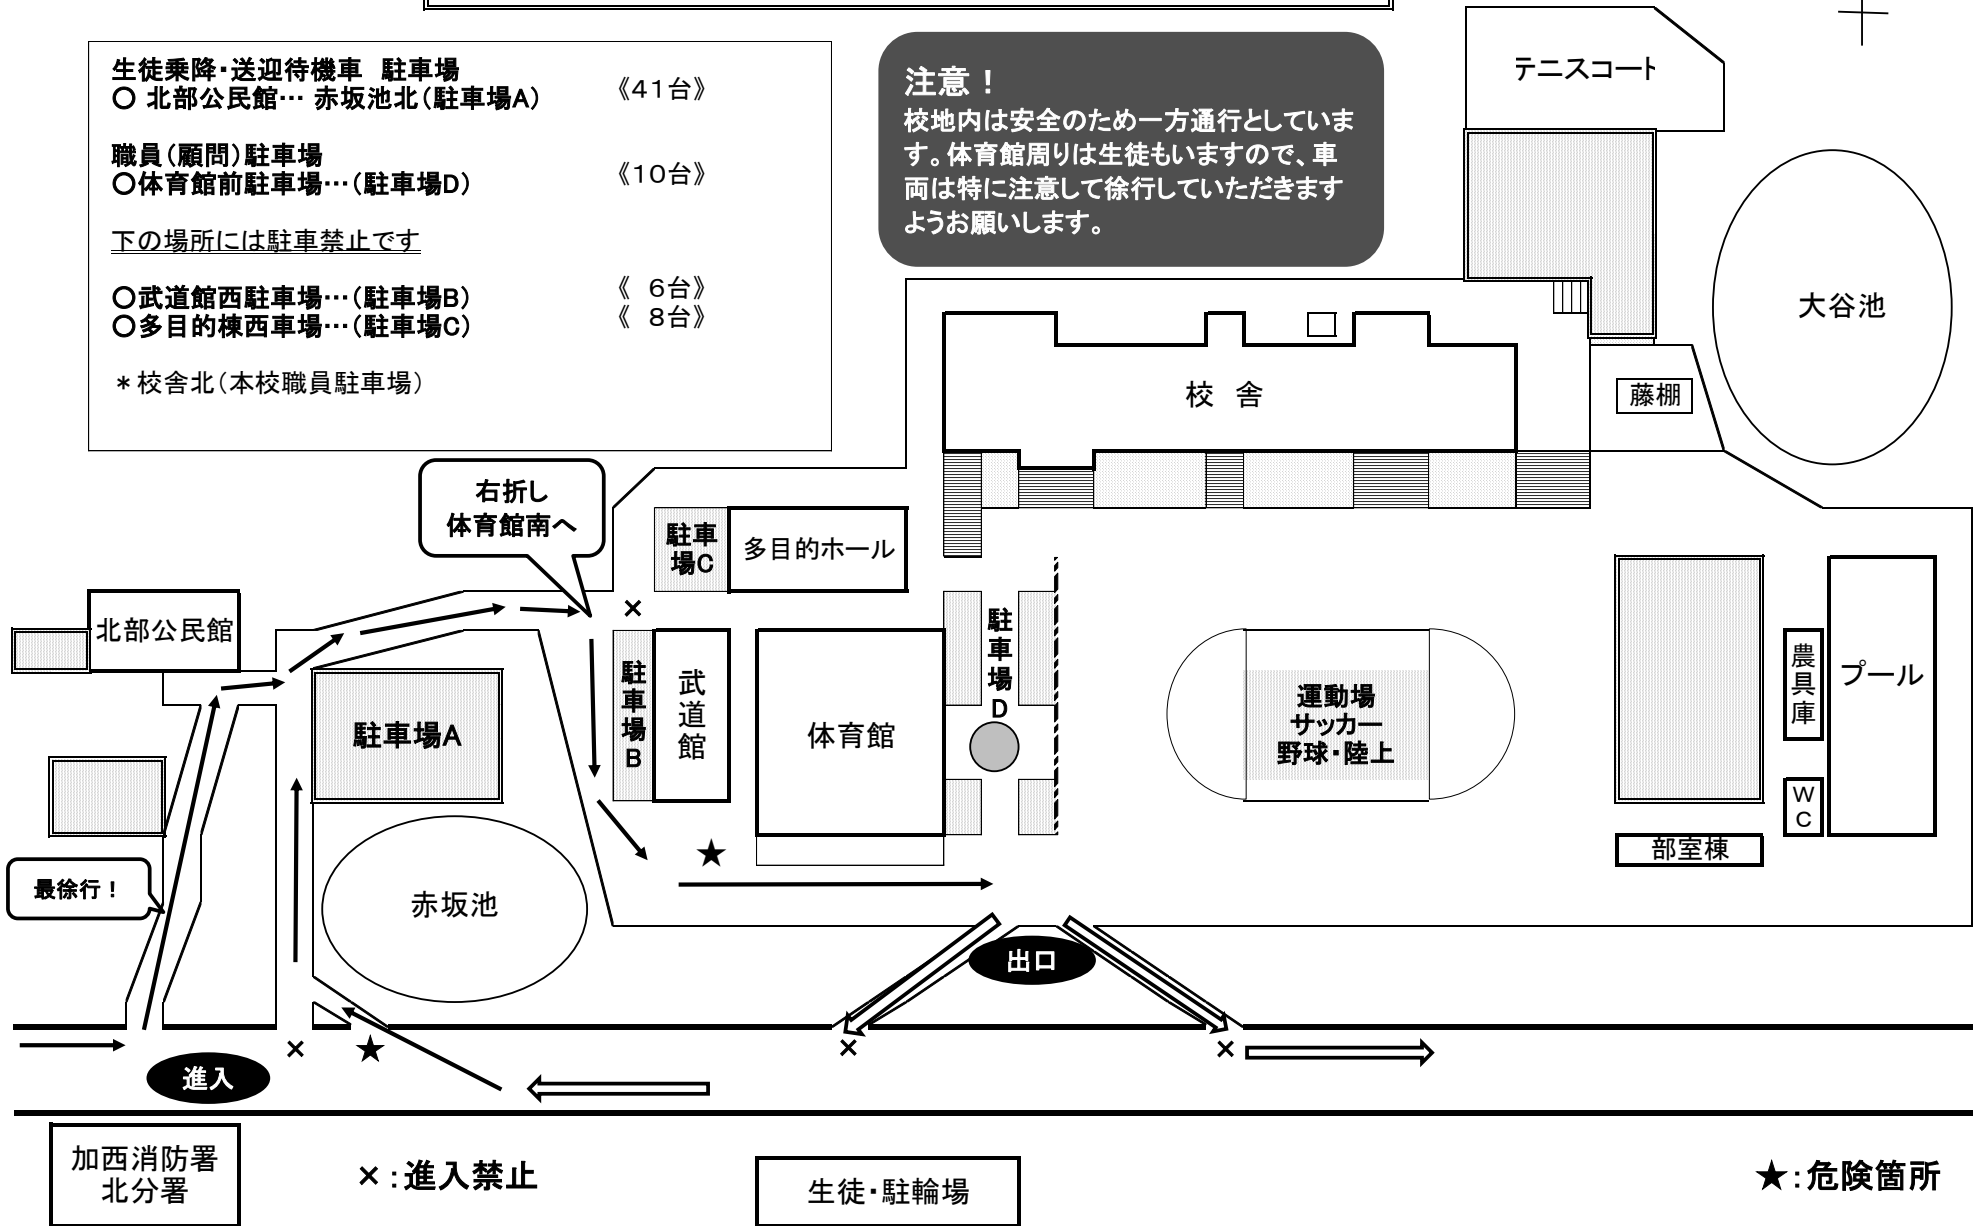 生徒乗降・送迎待機車　駐車場
○ 北部公民館… 赤坂池北（駐車場A） 《41台》
職員（顧問）駐車場
○体育館前駐車場…（駐車場D） 《10台》
下の場所には駐車禁止です
○武道館西駐車場…（駐車場B） 《　6台》
○多目的棟西車場…（駐車場C） 《　8台》
＊校舎北（本校職員駐車場）
注意！
校地内は安全のため一方通行としていま
す。体育館周りは生徒もいますので、車
両は特に注意して徐行していただきます
ようお願いします。
テニスコート
大谷池
校　舎
藤棚
右折し
体育館南へ
駐車
場C
多目的ホール
北部公民館
×
駐車場A
駐車場B
武道館
体育館
駐車場D
運動場
サッカー
野球・陸上
農具庫
プール
WC
部室棟
★
最徐行！
赤坂池
出口
進入
×
★
×
×
加西消防署
北分署
×：進入禁止
生徒・駐輪場
★：危険箇所